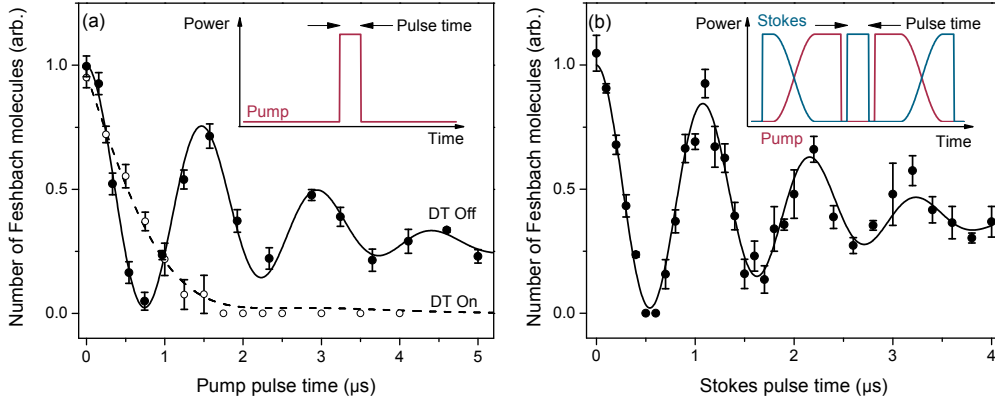 (a)
Power
Pulse time
Pump
Time
DT Off
DT On
Number of Feshbach molecules (arb.)
1.0
0.5
0.0
0 1 2 3 4 5
Pump pulse time (μs)
(b)
Power
Stokes
Pulse time
Pump
Time
Number of Feshbach molecules (arb.)
1.0
0.5
0.0
0 1 2 3 4
Stokes pulse time (μs)